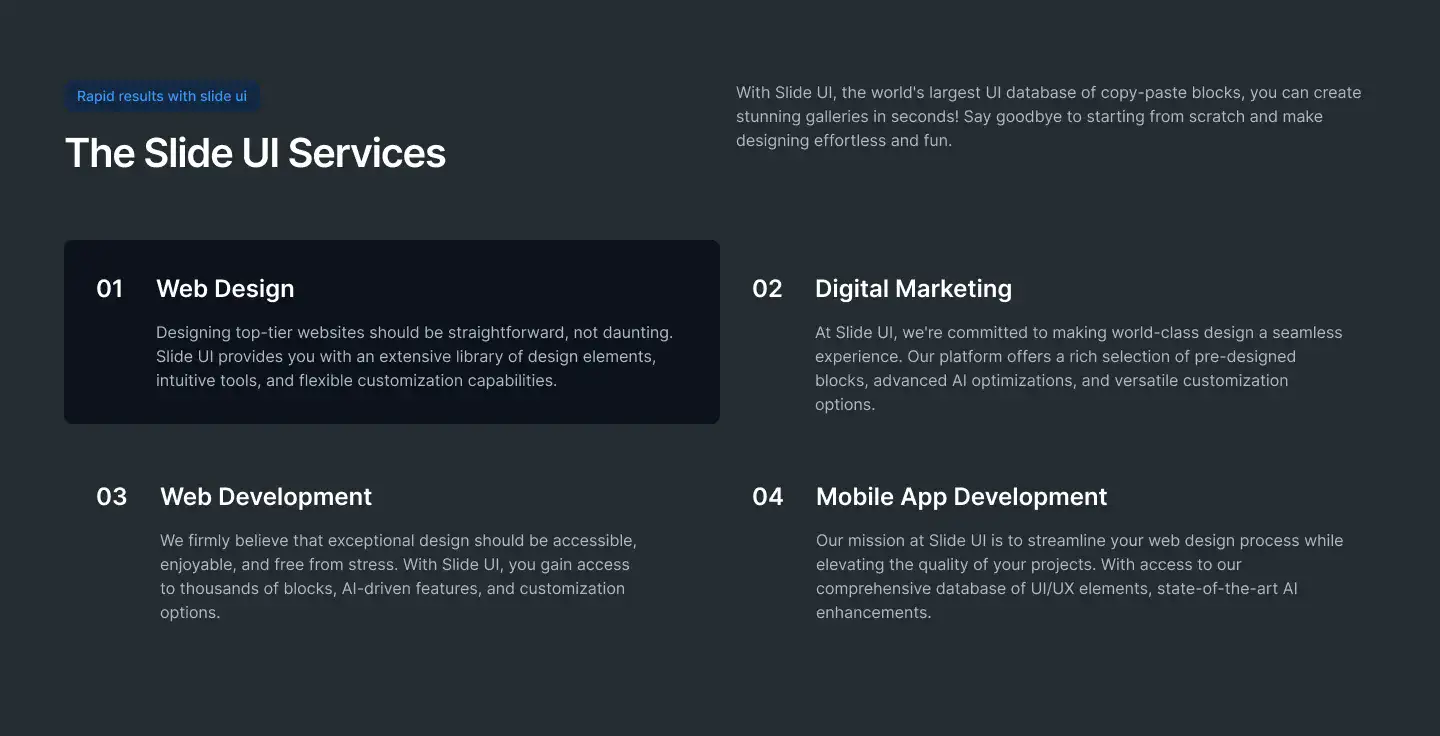 Rapid results with slide ui
The Slide UI Services
With Slide UI, the world's largest UI database of copy-paste blocks, you can create
stunning galleries in seconds! Say goodbye to starting from scratch and make
designing effortless and fun.
01 Web Design
Designing top-tier websites should be straightforward, not daunting.
Slide UI provides you with an extensive library of design elements,
intuitive tools, and flexible customization capabilities.
02 Digital Marketing
At Slide UI, we're committed to making world-class design a seamless
experience. Our platform offers a rich selection of pre-designed
blocks, advanced AI optimizations, and versatile customization
options.
03 Web Development
We firmly believe that exceptional design should be accessible,
enjoyable, and free from stress. With Slide UI, you gain access
to thousands of blocks, AI-driven features, and customization
options.
04 Mobile App Development
Our mission at Slide UI is to streamline your web design process while
elevating the quality of your projects. With access to our
comprehensive database of UI/UX elements, state-of-the-art AI
enhancements.